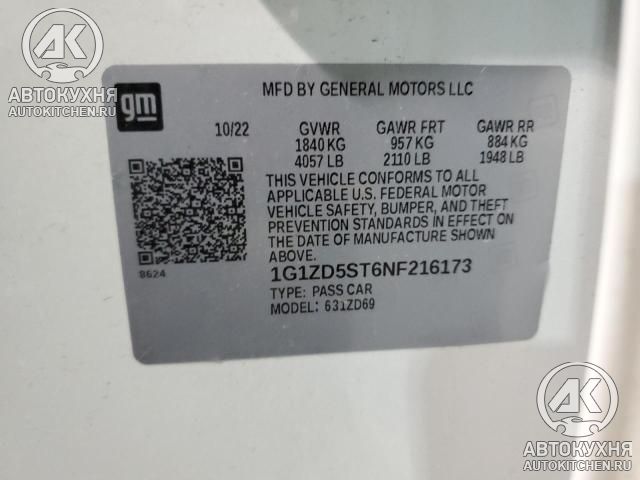 АВТОКУХНЯ
AUTOKITCHEN.RU
gm
MFD BY GENERAL MOTORS LLC
10/22 GVWR GAWR FRT GAWR RR
1840 KG 957 KG 884 KG
4057 LB 2110 LB 1948 LB
THIS VEHICLE CONFORMS TO ALL
APPLICABLE U.S. FEDERAL MOTOR
VEHICLE SAFETY, BUMPER, AND THEFT
PREVENTION STANDARDS IN EFFECT ON
THE DATE OF MANUFACTURE SHOWN
ABOVE.
8624
1G1ZD5ST6NF216173
TYPE: PASS CAR
MODEL: 631ZD69
АК
АВТОКУХНЯ
AUTOKITCHEN.RU